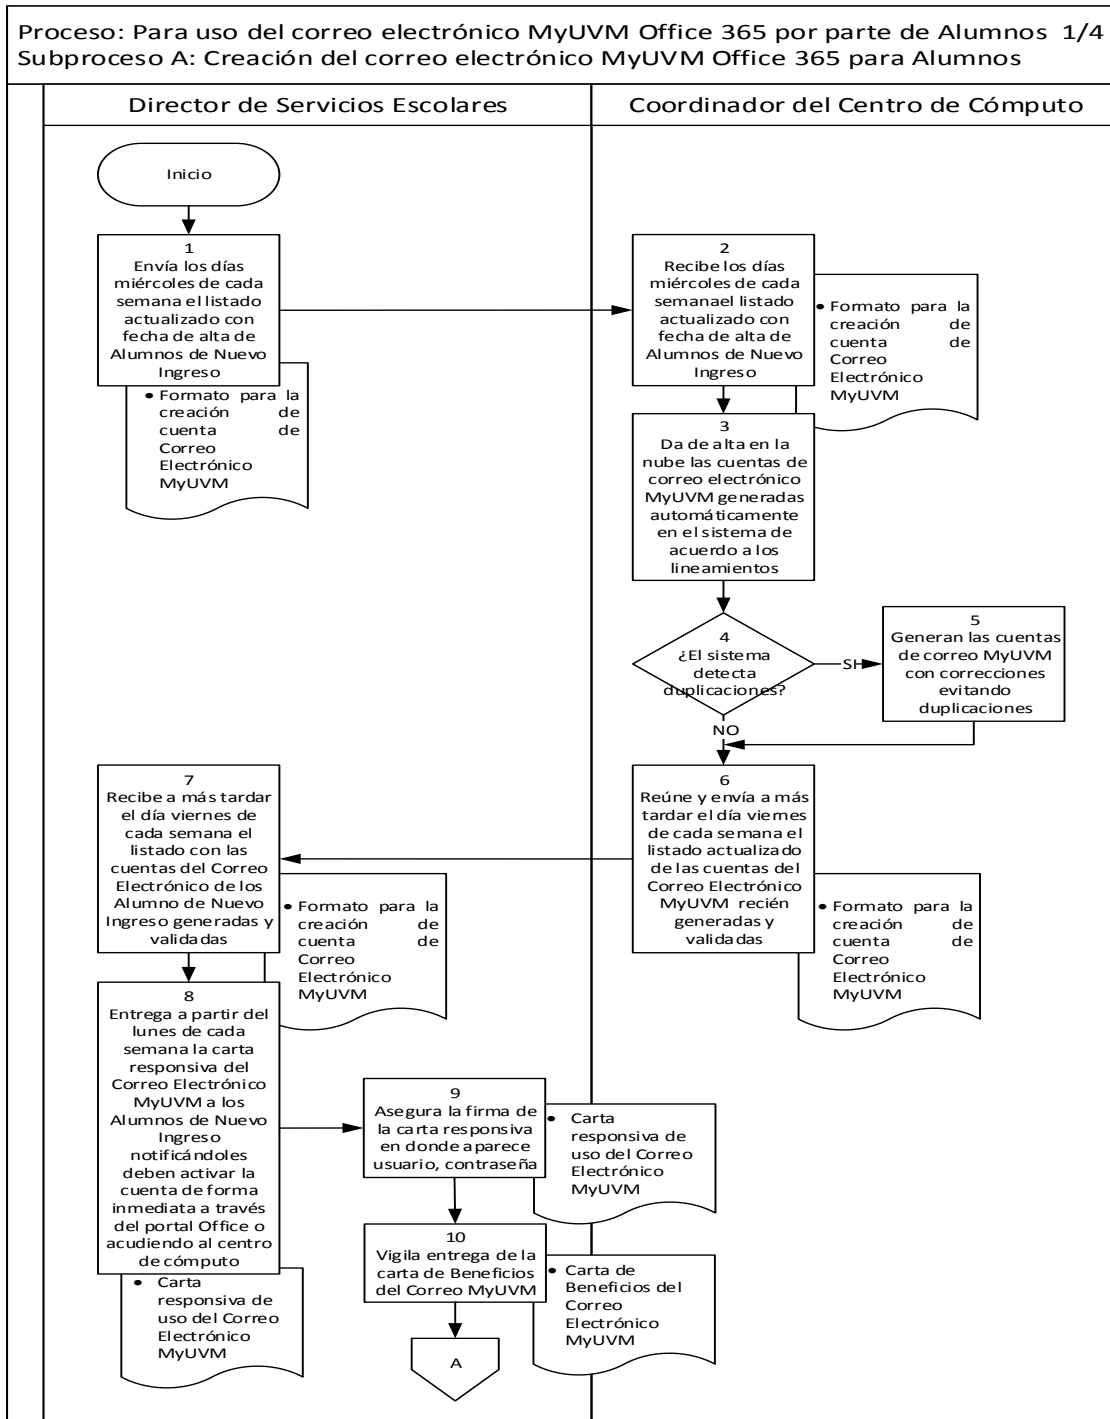 Proceso: Para uso del correo electrónico MyUVM Office 365 por parte de Alumnos 1/4
Subproceso A: Creación del correo electrónico MyUVM Office 365 para Alumnos
Director de Servicios Escolares
Coordinador del Centro de Cómputo
Inicio
1
Envía los días
miércoles de cada
semana el listado
actualizado con
fecha de alta de
Alumnos de Nuevo
Ingreso
• Formato para la
creación de
cuenta de
Correo
Electrónico
MyUVM
2
Recibe los días
miércoles de cada
semanael listado
actualizado con
fecha de alta de
Alumnos de Nuevo
Ingreso
• Formato para la
creación de
cuenta de
Correo
Electrónico
MyUVM
3
Da de alta en la
nube las cuentas de
correo electrónico
MyUVM generadas
automáticamente
en el sistema de
acuerdo a los
lineamientos
4
¿El sistema
detecta
duplicaciones?
SI
NO
5
Generan las cuentas
de correo MyUVM
con correcciones
evitando
duplicaciones
6
Reúne y envía a más
tardar el día viernes
de cada semana el
listado actualizado
de las cuentas del
Correo Electrónico
MyUVM recién
generadas y
validadas
• Formato para la
creación de
cuenta de
Correo
Electrónico
MyUVM
7
Recibe a más tardar
el día viernes de
cada semana el
listado con las
cuentas del Correo
Electrónico de los
Alumno de Nuevo
Ingreso generadas y
validadas
• Formato para la
creación de
cuenta de
Correo
Electrónico
MyUVM
8
Entrega a partir del
lunes de cada
semana la carta
responsiva del
Correo Electrónico
MyUVM a los
Alumnos de Nuevo
Ingreso
notificándoles
deben activar la
cuenta de forma
inmediata a través
del portal Office o
acudiendo al centro
de cómputo
• Carta
responsiva de
uso del Correo
Electrónico
MyUVM
9
Asegura la firma de
la carta responsiva
en donde aparece
usuario, contraseña
• Carta
responsiva de
uso del Correo
Electrónico
MyUVM
10
Vigila entrega de la
carta de Beneficios
del Correo MyUVM
• Carta de
Beneficios del
Correo
Electrónico
MyUVM
A